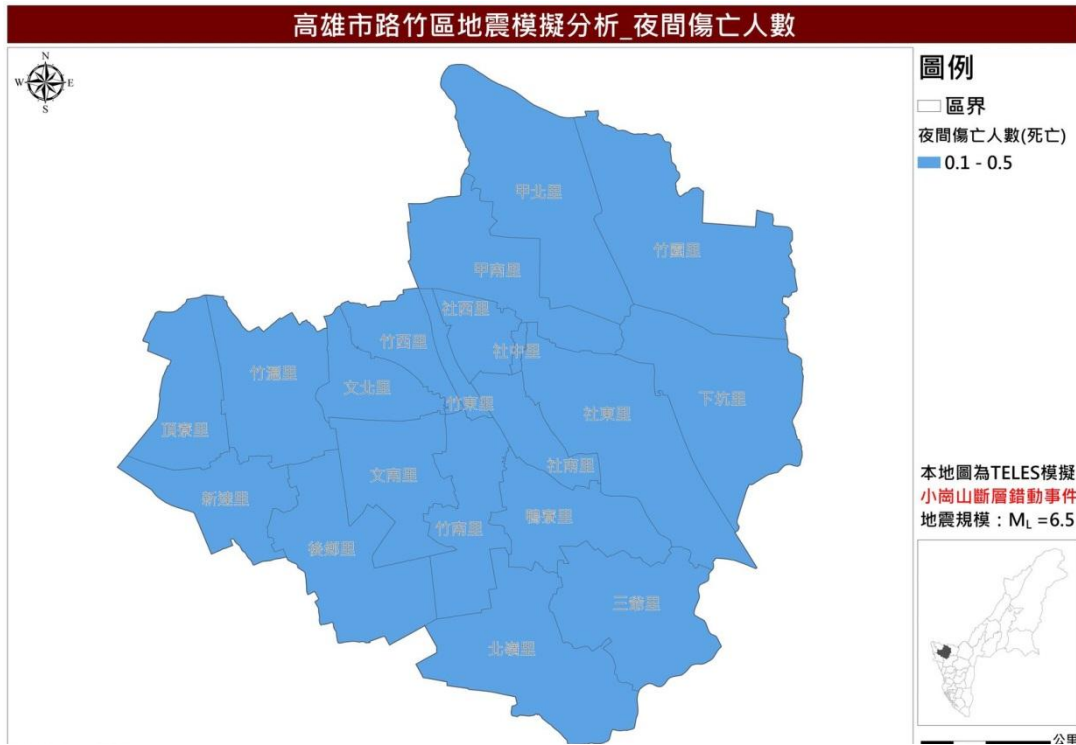 高雄市路竹區地震模擬分析_夜間傷亡人數
N
W E
S
圖例
區界
夜間傷亡人數(死亡)
0.1 - 0.5
甲北里
竹園里
甲南里
社西里
竹西里
社中里
竹滬里
文北里
下坑里
竹東里
社東里
頂寮里
社南里
文南里
新達里
鴨寮里
竹南里
後鄉里
三爺里
北嶺里
本地圖為TELES模擬
小崗山斷層錯動事件
地震規模：ML =6.5
公里